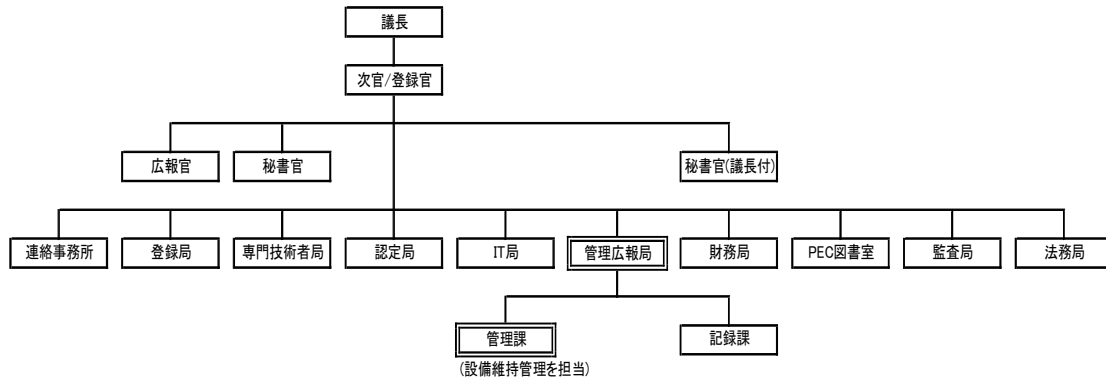 議長
次官/登録官
広報官
秘書官
秘書官(議長付)
連絡事務所
登録局
専門技術者局
認定局
IT局
管理広報局
財務局
PEC図書室
監査局
法務局
管理課
記録課
(設備維持管理を担当)